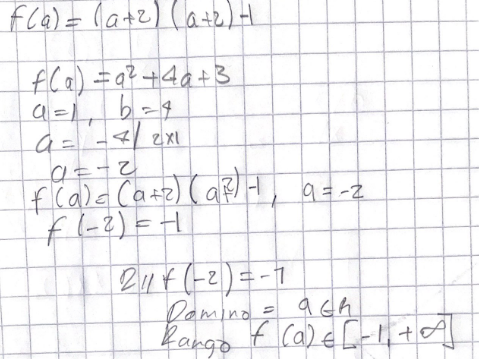 f(a) = (a+2) (a+2) -1
f(a) = a² + 4a + 3
a = 1, b = 4
a = -4 / 2x1
a = -2
f(a) = (a+2) (a+2) -1, a = -2
f(-2) = -1
2// f(-2) = -1
Domino = a ∈ R
Rango f(a) ∈ [-1, +∞]